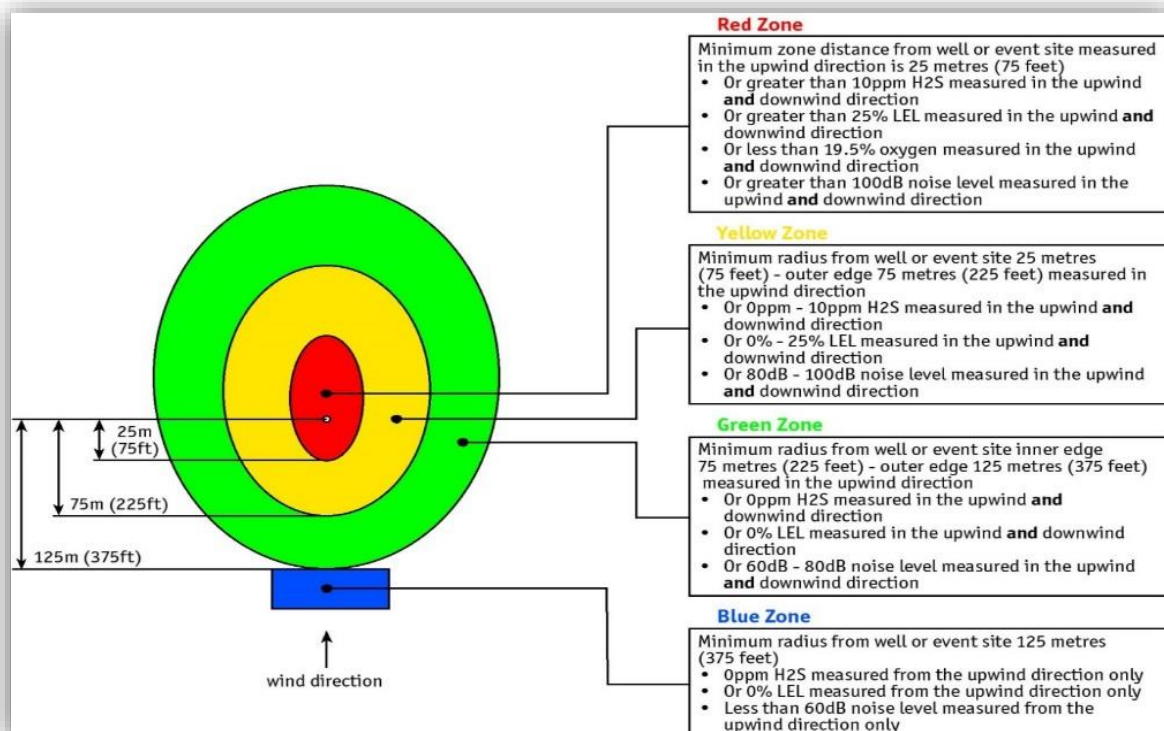 Red Zone
Minimum zone distance from well or event site measured
in the upwind direction is 25 metres (75 feet)
• Or greater than 10ppm H2S measured in the upwind
and downwind direction
• Or greater than 25% LEL measured in the upwind and
downwind direction
• Or less than 19.5% oxygen measured in the upwind
and downwind direction
• Or greater than 100dB noise level measured in the
upwind and downwind direction
Yellow Zone
Minimum radius from well or event site 25 metres
(75 feet) - outer edge 75 metres (225 feet) measured in
the upwind direction
• Or 0ppm - 10ppm H2S measured in the upwind and
downwind direction
• Or 0% - 25% LEL measured in the upwind and
downwind direction
• Or 80dB - 100dB noise level measured in the upwind
and downwind direction
Green Zone
Minimum radius from well or event site inner edge
75 metres (225 feet) - outer edge 125 metres (375 feet)
measured in the upwind direction
• Or 0ppm H2S measured in the upwind and
downwind direction
• Or 0% LEL measured in the upwind and downwind
direction
• Or 60dB - 80dB noise level measured in the upwind
and downwind direction
Blue Zone
Minimum radius from well or event site 125 metres
(375 feet)
• 0ppm H2S measured from the upwind direction only
• Or 0% LEL measured from the upwind direction only
• Less than 60dB noise level measured from the
upwind direction only
25m
(75ft)
75m (225ft)
125m (375ft)
wind direction